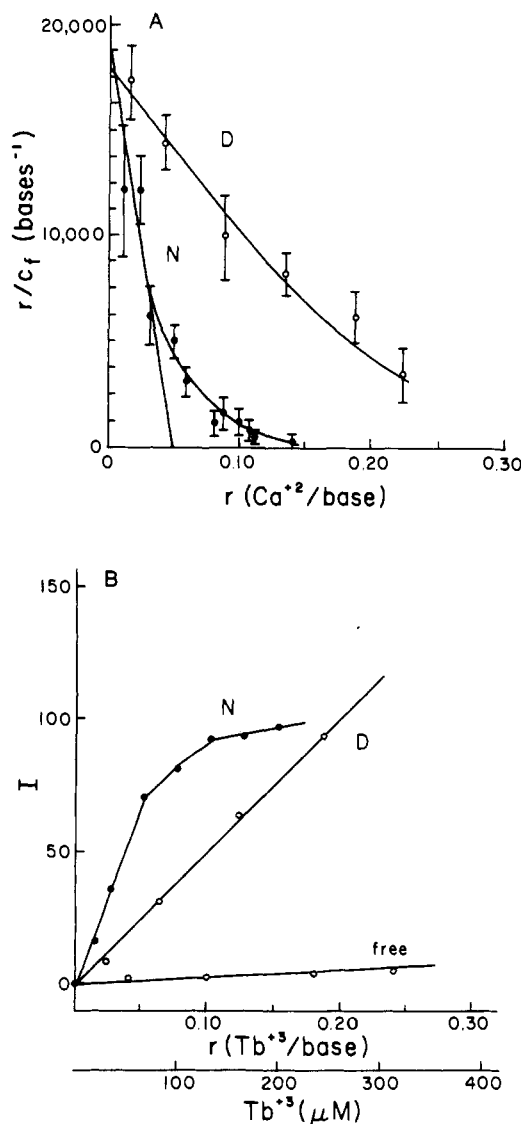 A
20,000
10,000
0
r/c_f (bases⁻¹)
D
N
0 0.10 0.20 0.30
r (Ca⁺²/base)
B
150
100
50
0
I
N
D
free
0.10 0.20 0.30
r (Tb⁺³/base)
100 200 300 400
Tb⁺³ (μM)